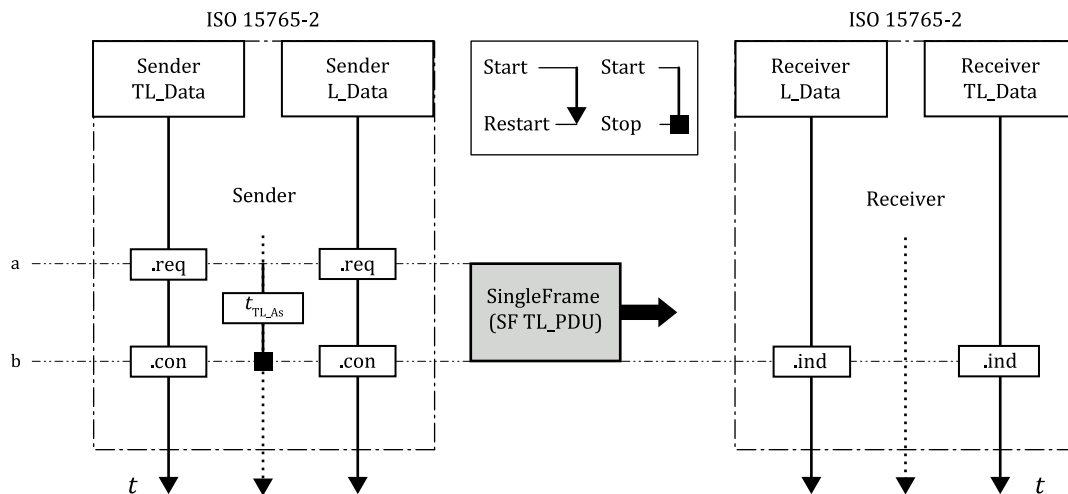 ISO 15765-2
ISO 15765-2
Sender
TL_Data
Sender
L_Data
Start
Start
Restart
Stop
Receiver
L_Data
Receiver
TL_Data
Sender
Receiver
a
.req
.req
t TL_As
SingleFrame
(SF TL_PDU)
b
.con
.con
.ind
.ind
t
t